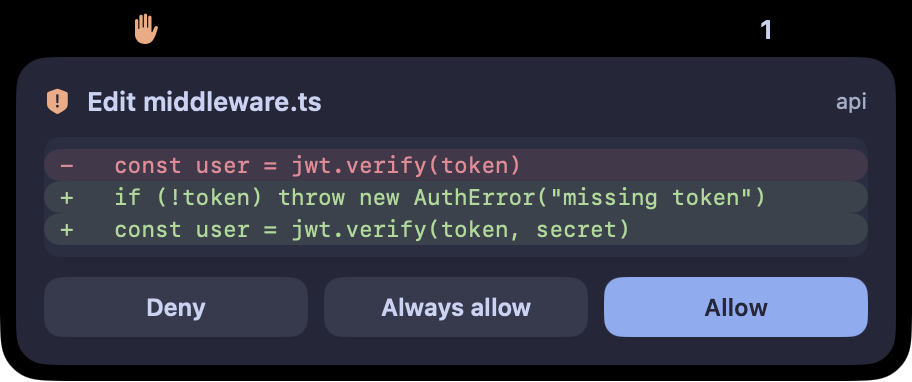 1
Edit middleware.ts
api
- const user = jwt.verify(token)
+ if (!token) throw new AuthError("missing token")
+ const user = jwt.verify(token, secret)
Deny
Always allow
Allow